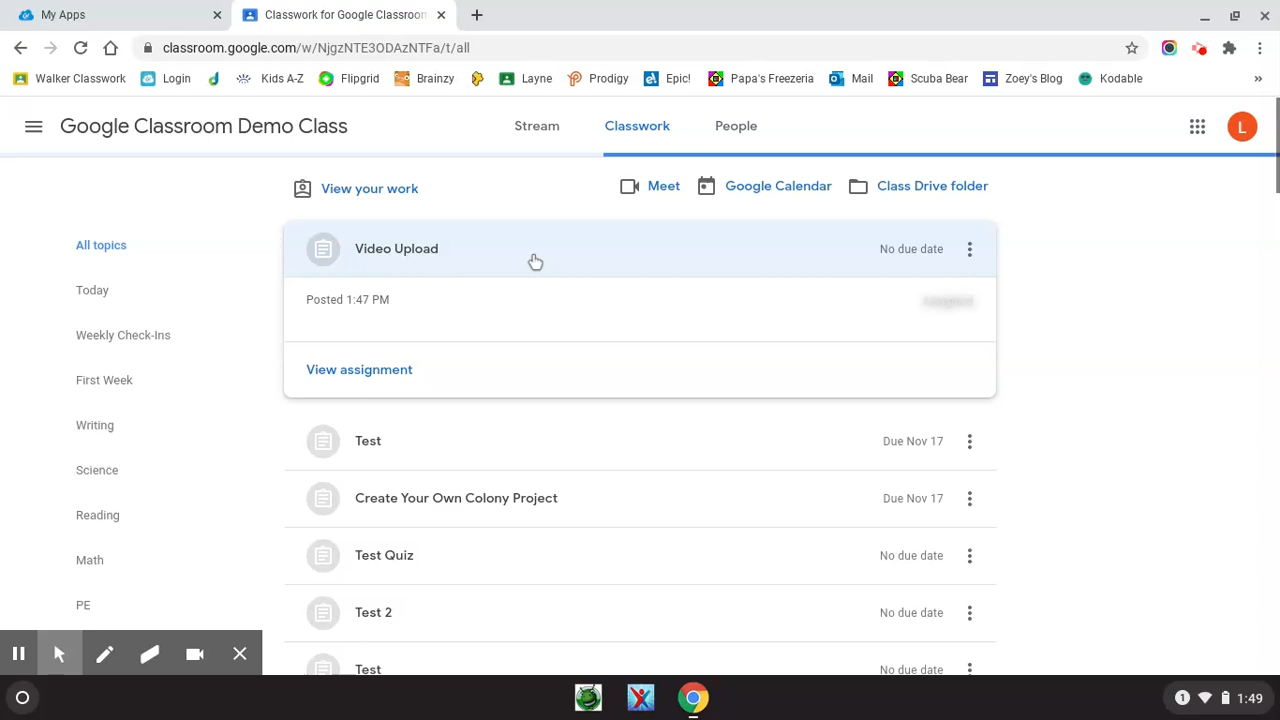 My Apps
Classwork for Google Classroom
classroom.google.com/w/NjgzNTE3ODAzNTFa/t/all
Walker Classwork
Login
Kids A-Z
Flipgrid
Brainzy
Layne
Prodigy
Epic!
Papa's Freezeria
Mail
Scuba Bear
Zoey's Blog
Kodable
»
Google Classroom Demo Class
Stream
Classwork
People
L
View your work
Meet
Google Calendar
Class Drive folder
All topics
Today
Weekly Check-Ins
First Week
Writing
Science
Reading
Math
PE
Video Upload
No due date
Posted 1:47 PM
View assignment
Test
Due Nov 17
Create Your Own Colony Project
Due Nov 17
Test Quiz
No due date
Test 2
No due date
Test
No due date
1
1:49